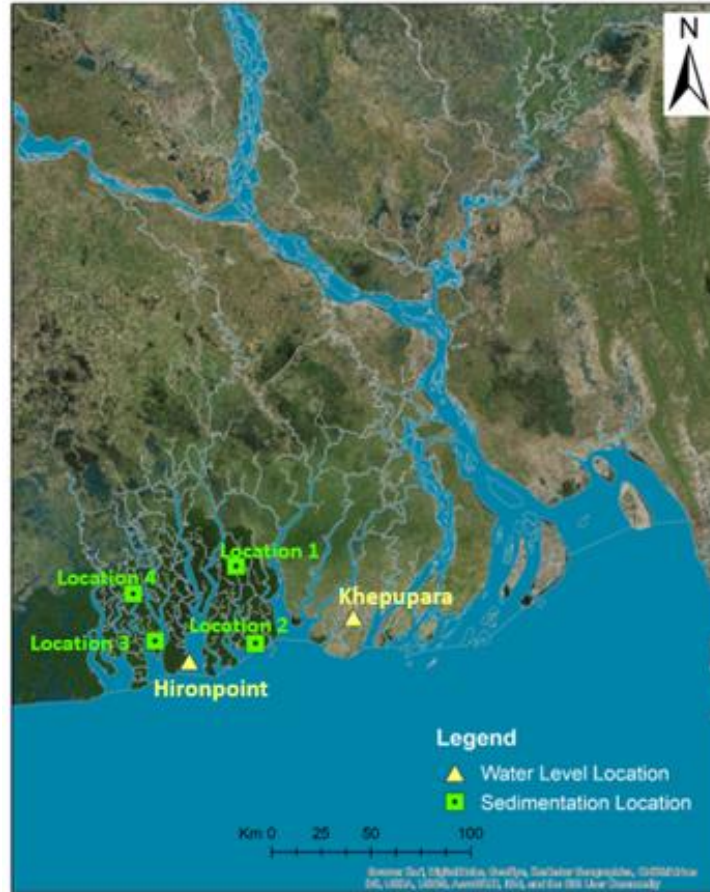 N
Location 1
Location 4
Khepupara
Location 2
Location 3
Hironpoint
Legend
Water Level Location
Sedimentation Location
Km 0 25 50 100